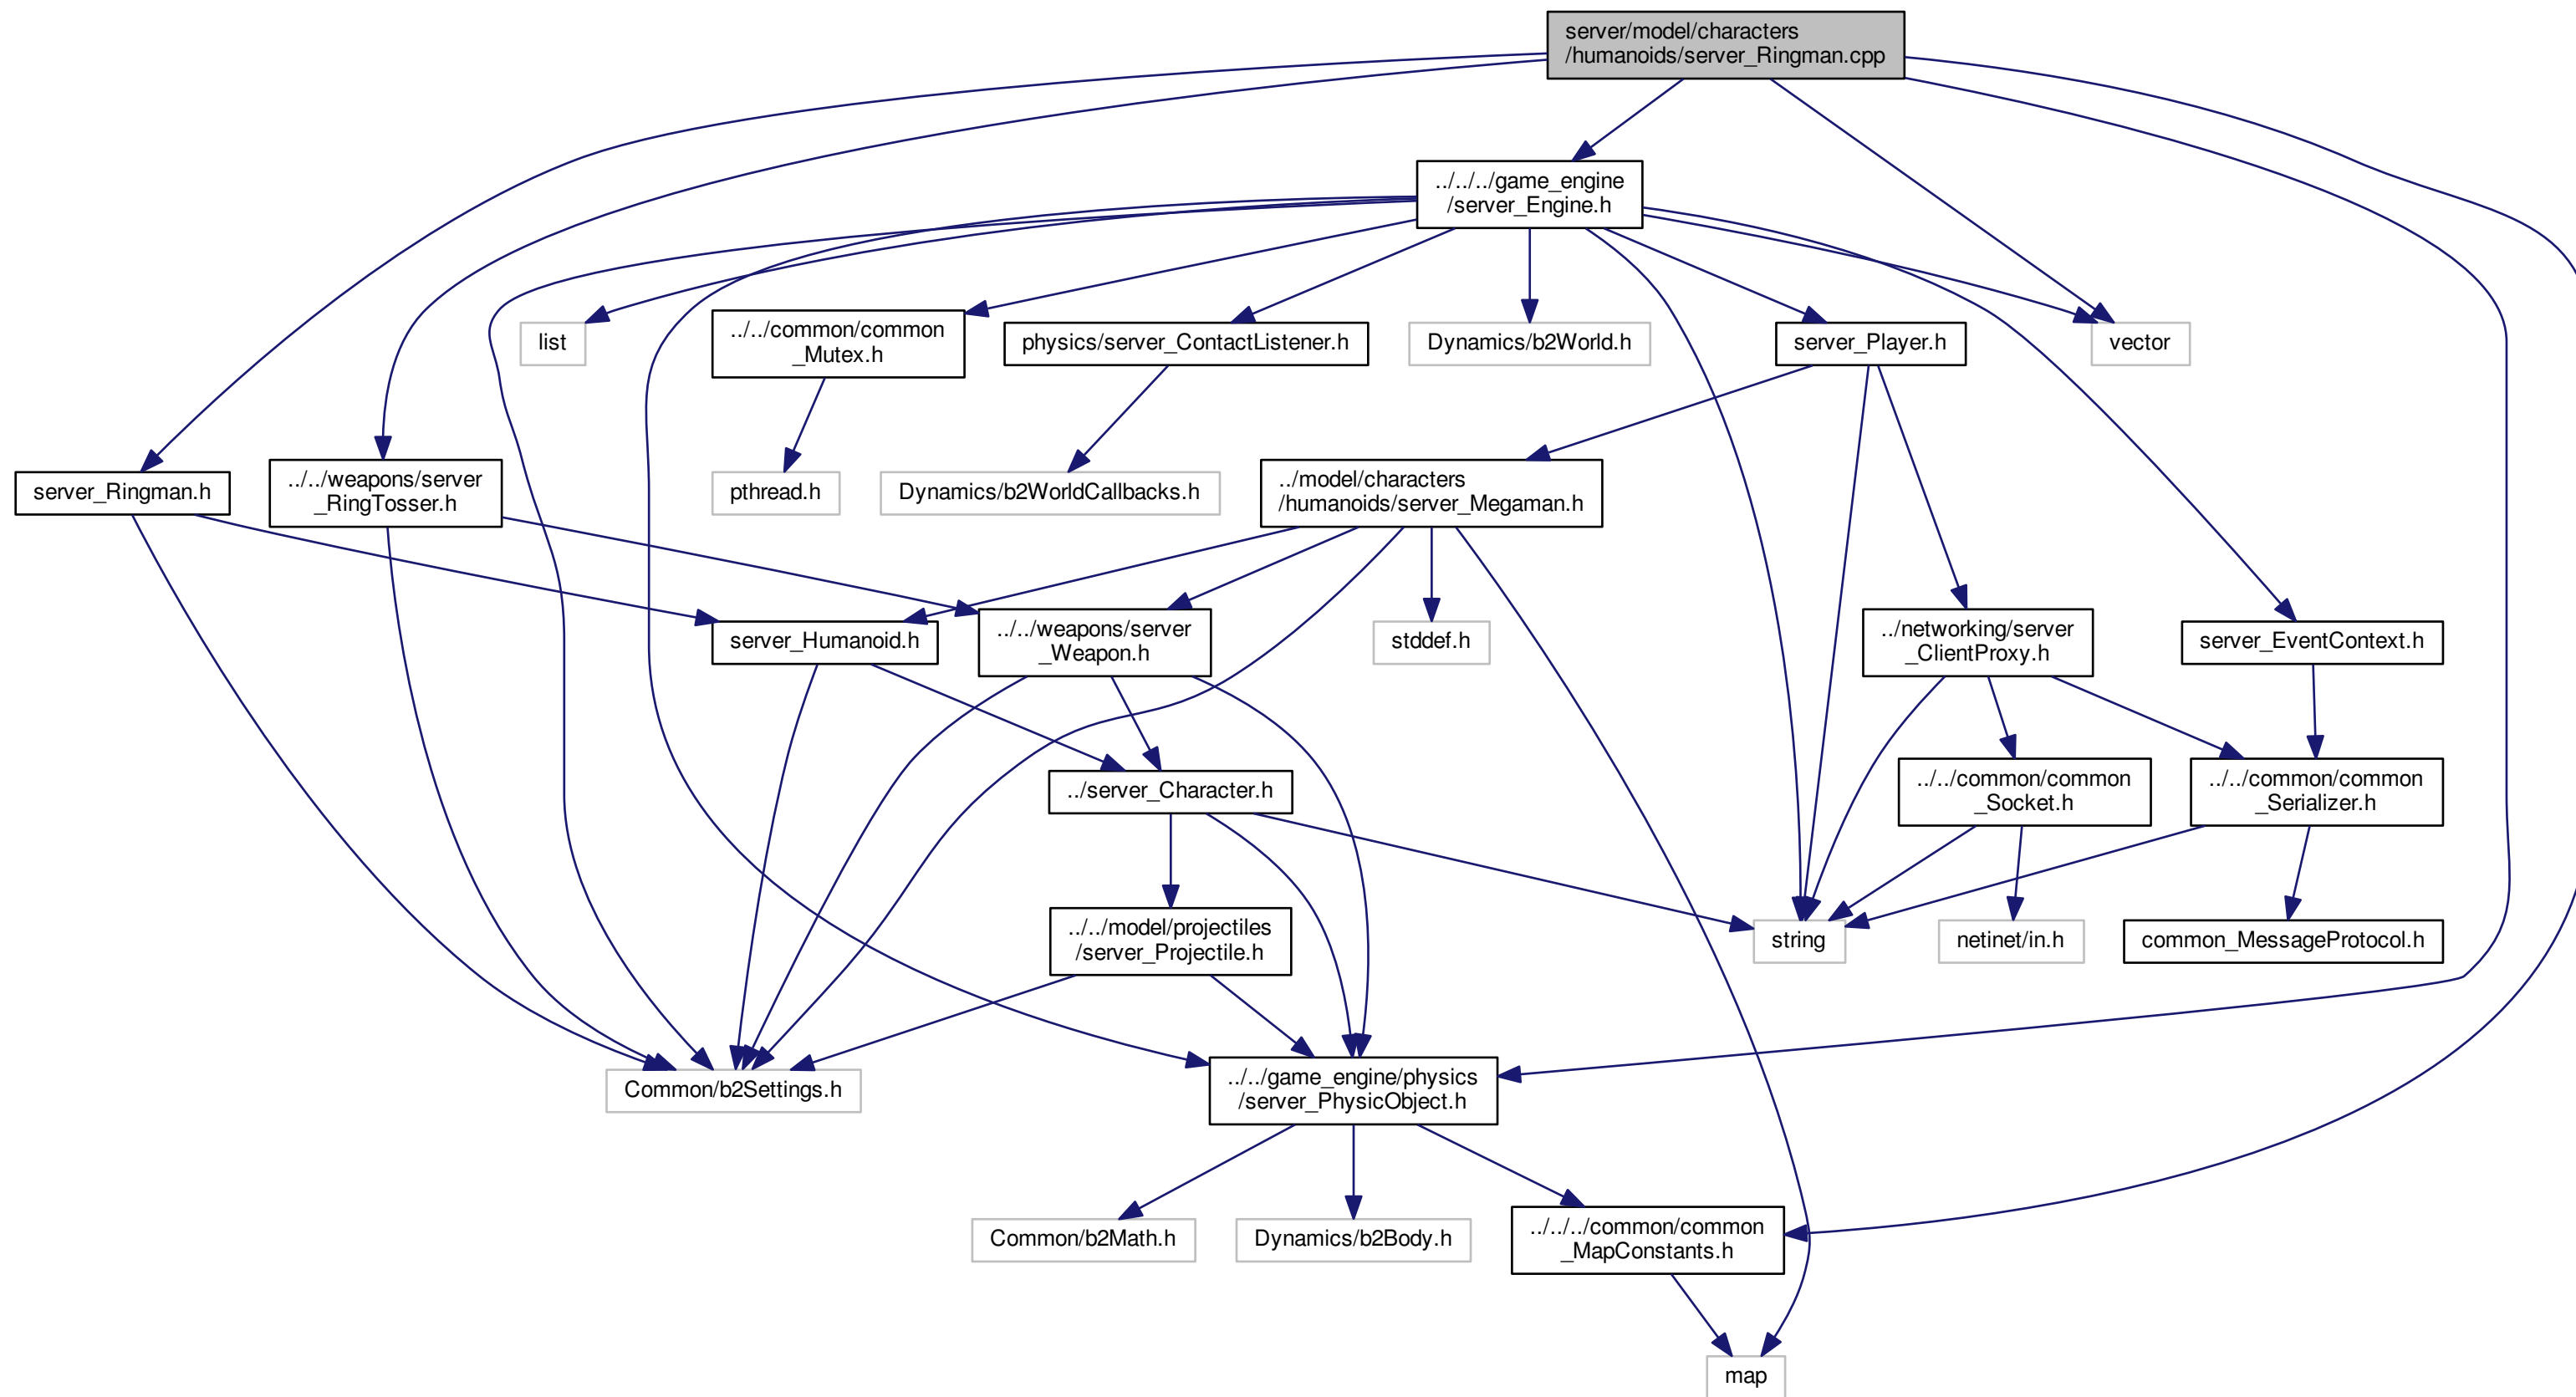 server/model/characters
/humanoids/server_Ringman.cpp
../../../game_engine
/server_Engine.h
list
../../common/common
_Mutex.h
physics/server_ContactListener.h
Dynamics/b2World.h
server_Player.h
vector
server_Ringman.h
../../weapons/server
_RingTosser.h
pthread.h
Dynamics/b2WorldCallbacks.h
../model/characters
/humanoids/server_Megaman.h
server_Humanoid.h
../../weapons/server
_Weapon.h
stddef.h
../networking/server
_ClientProxy.h
server_EventContext.h
../server_Character.h
../../common/common
_Socket.h
../../common/common
_Serializer.h
../../model/projectiles
/server_Projectile.h
string
netinet/in.h
common_MessageProtocol.h
Common/b2Settings.h
../../game_engine/physics
/server_PhysicObject.h
Common/b2Math.h
Dynamics/b2Body.h
../../../common/common
_MapConstants.h
map